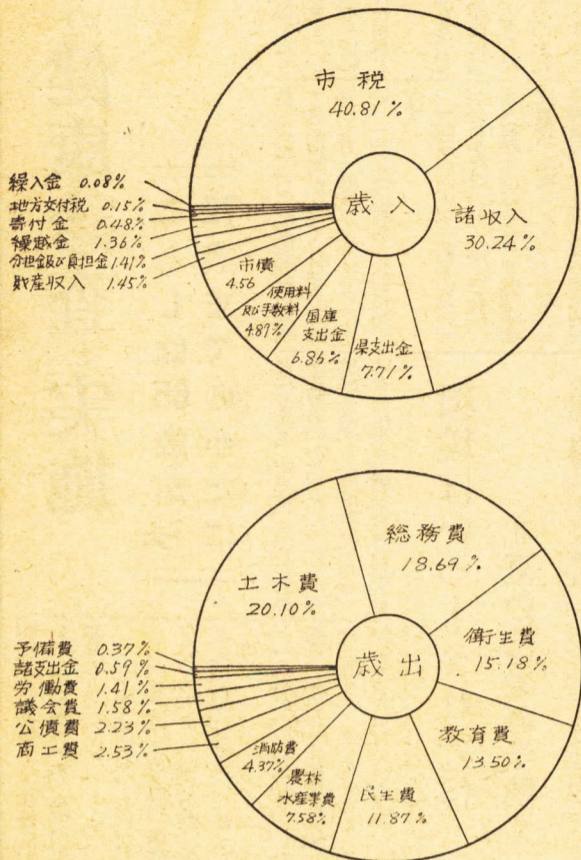 市税
40.81%
歳入
諸収入
30.24%
県支出金
7.71%
国庫
支出金
6.86%
使用料
及び手数料
4.89%
市債
4.56
繰入金 0.08%
地方交付税 0.15%
寄付金 0.48%
繰越金 1.36%
分担金及び負担金 1.41%
財産収入 1.45%
総務費
18.69%
土木費
20.10%
歳出
衛生費
15.18%
教育費
13.50%
民生費
11.87%
農林
水産業費
7.58%
消防費
4.37%
予備費 0.37%
諸支出金 0.59%
労働費 1.41%
議会費 1.58%
公債費 2.23%
商工費 2.53%